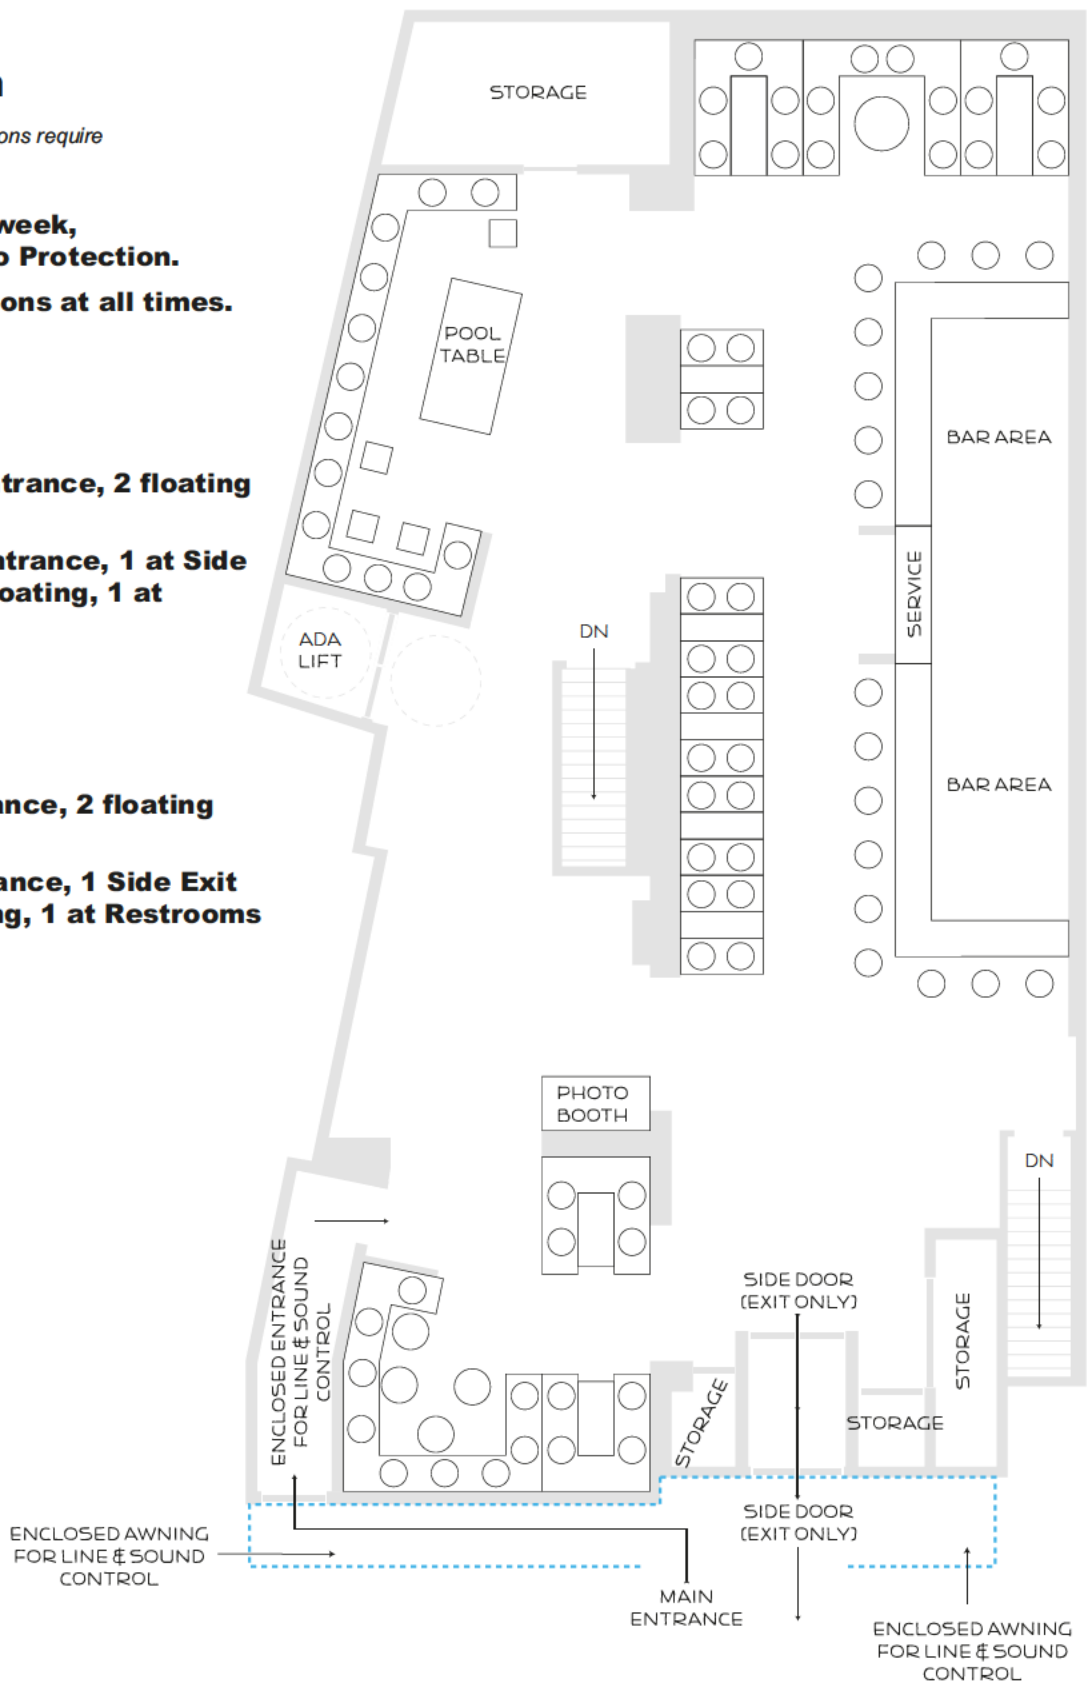 n
ons require
week,
o Protection.
ons at all times.
trance, 2 floating
ntrance, 1 at Side
oating, 1 at
ance, 2 floating
ance, 1 Side Exit
ng, 1 at Restrooms
STORAGE
POOL
TABLE
BAR AREA
SERVICE
ADA
LIFT
DN
BAR AREA
PHOTO
BOOTH
DN
ENCLOSED ENTRANCE
FOR LINE & SOUND
CONTROL
SIDE DOOR
(EXIT ONLY)
STORAGE
STORAGE
STORAGE
SIDE DOOR
(EXIT ONLY)
ENCLOSED AWNING
FOR LINE & SOUND
CONTROL
MAIN
ENTRANCE
ENCLOSED AWNING
FOR LINE & SOUND
CONTROL